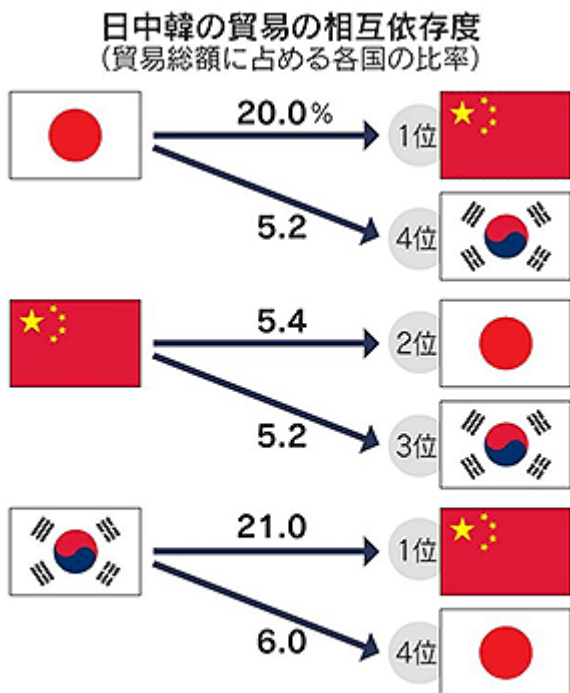 日中韓の貿易の相互依存度
(貿易総額に占める各国の比率)
20.0%
1位
5.2
4位
5.4
2位
5.2
3位
21.0
1位
6.0
4位